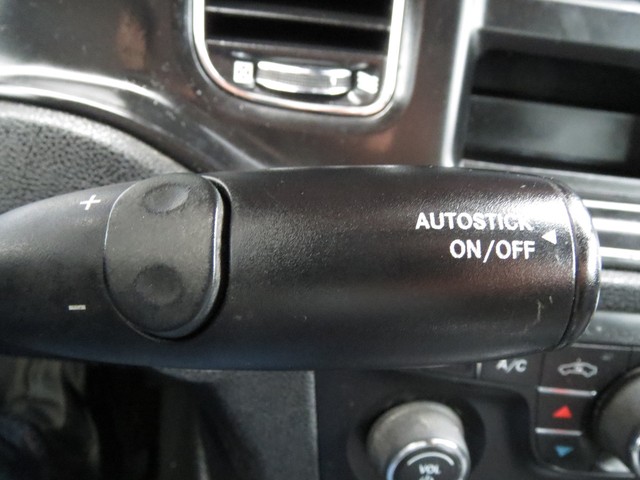 +
AUTOSTICK
ON/OFF
−
A/C
VOL